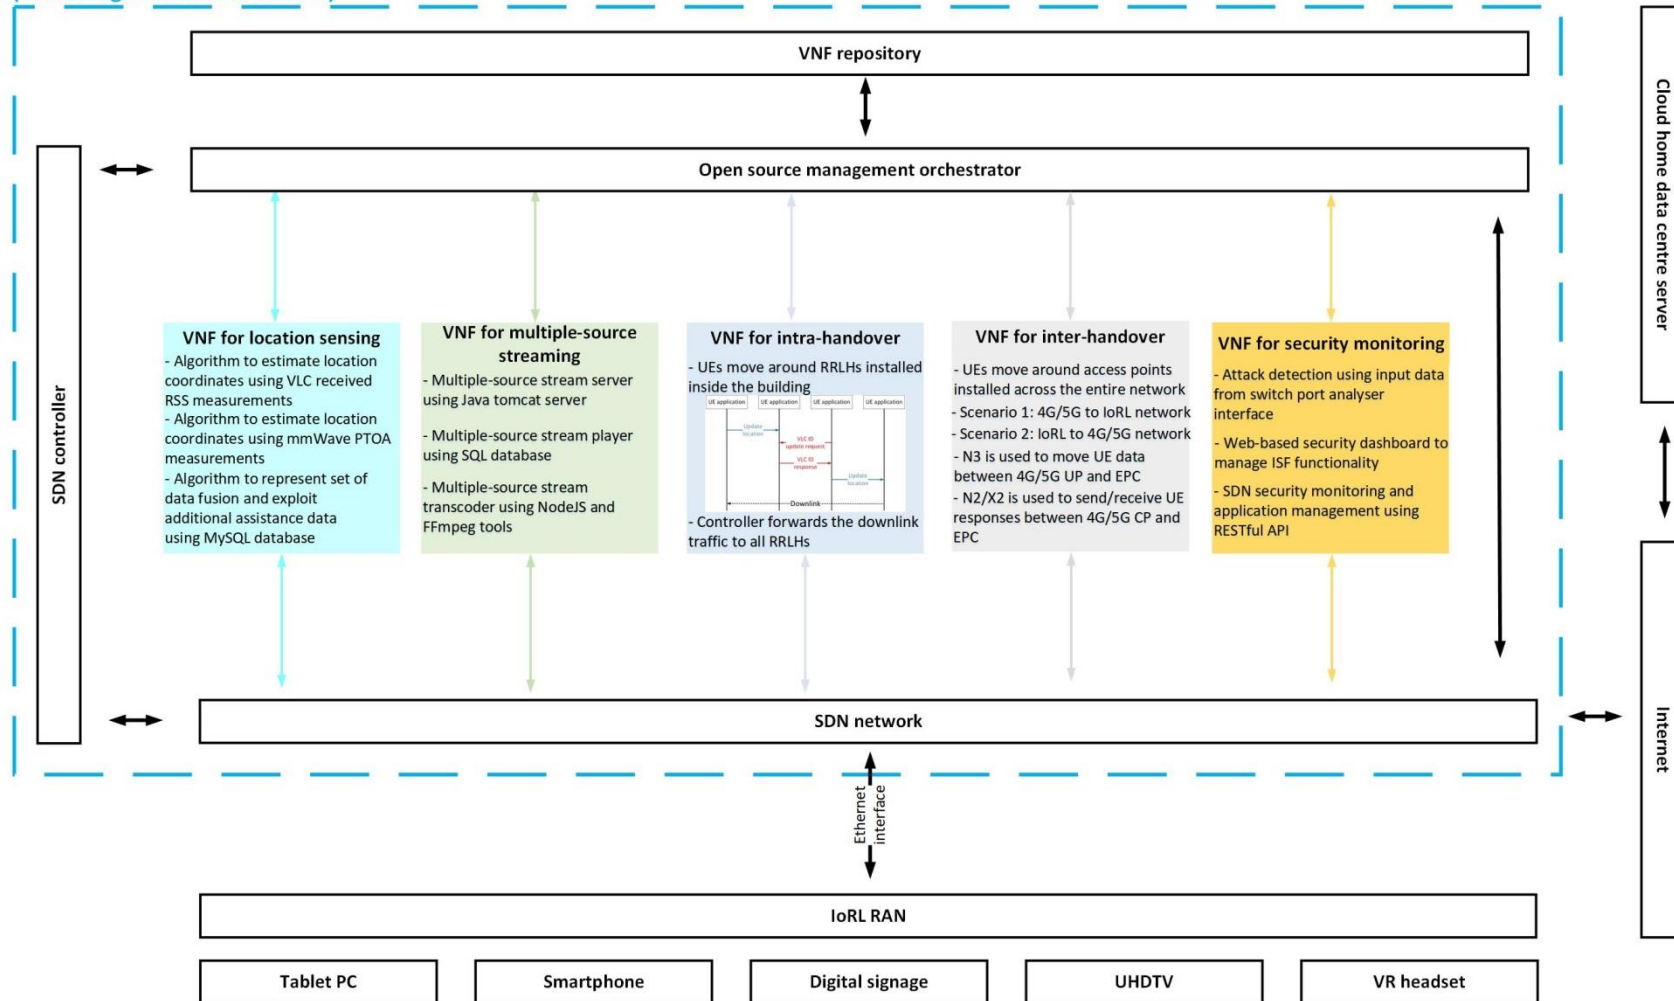 VNF repository
Open source management orchestrator
SDN controller
Cloud home data centre server
VNF for location sensing
- Algorithm to estimate location
coordinates using VLC received
RSS measurements
- Algorithm to estimate location
coordinates using mmWave PTOA
measurements
- Algorithm to represent set of
data fusion and exploit
additional assistance data
using MySQL database
VNF for multiple-source
streaming
- Multiple-source stream server
using Java tomcat server
- Multiple-source stream player
using SQL database
- Multiple-source stream
transcoder using NodeJS and
FFmpeg tools
VNF for intra-handover
- UEs move around RRLHs installed
inside the building
UE application
UE application
UE application
UE application
Update
location
VLC ID
update request
VLC ID
response
Update
location
Downlink
- Controller forwards the downlink
traffic to all RRLHs
VNF for inter-handover
- UEs move around access points
installed across the entire network
- Scenario 1: 4G/5G to IoRL network
- Scenario 2: IoRL to 4G/5G network
- N3 is used to move UE data
between 4G/5G UP and EPC
- N2/X2 is used to send/receive UE
responses between 4G/5G CP and
EPC
VNF for security monitoring
- Attack detection using input data
from switch port analyser
interface
- Web-based security dashboard to
manage ISF functionality
- SDN security monitoring and
application management using
RESTful API
SDN network
Internet
Ethernet
interface
IoRL RAN
Tablet PC
Smartphone
Digital signage
UHDTV
VR headset